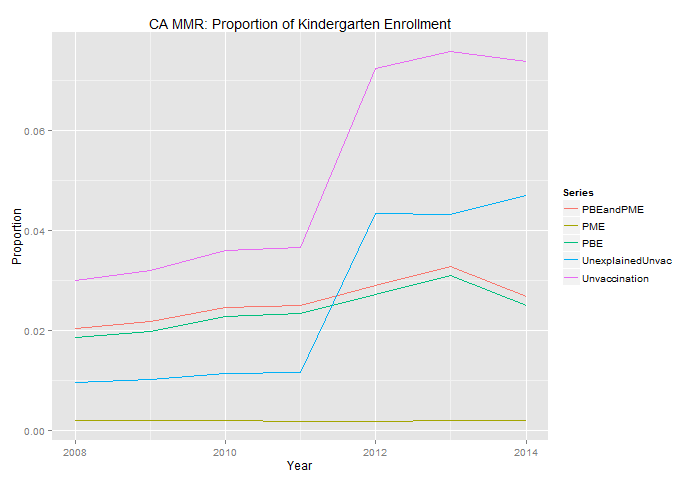 CA MMR: Proportion of Kindergarten Enrollment
0.06
0.04
0.02
0.00
Proportion
2008
2010
2012
2014
Year
Series
PBEandPME
PME
PBE
UnexplainedUnvac
Unvaccination